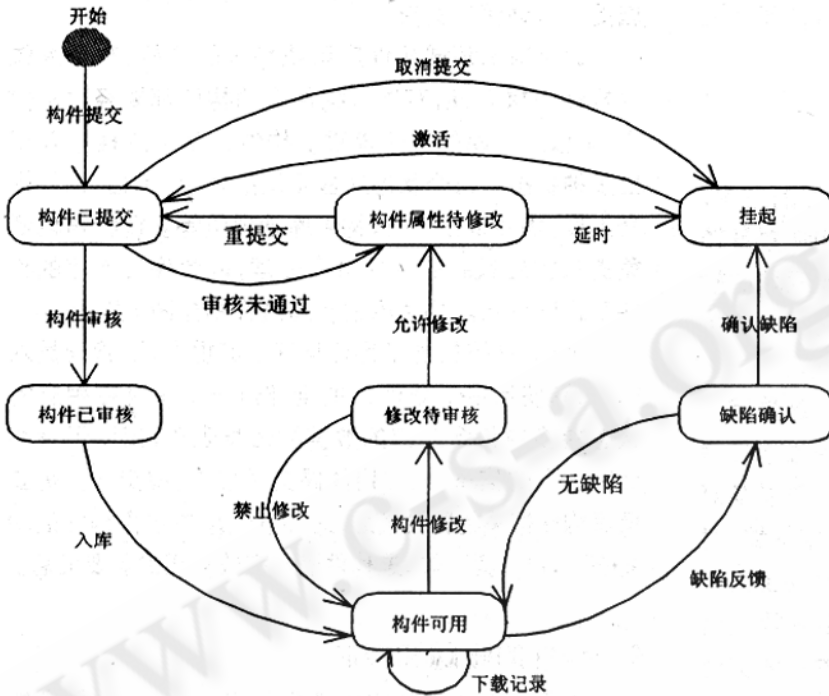 开始
取消提交
构件提交
激活
构件已提交
构件属性待修改
挂起
重提交
延时
审核未通过
构件审核
允许修改
确认缺陷
构件已审核
修改待审核
缺陷确认
无缺陷
禁止修改
构件修改
入库
缺陷反馈
构件可用
下载记录
www.c-s-a.org